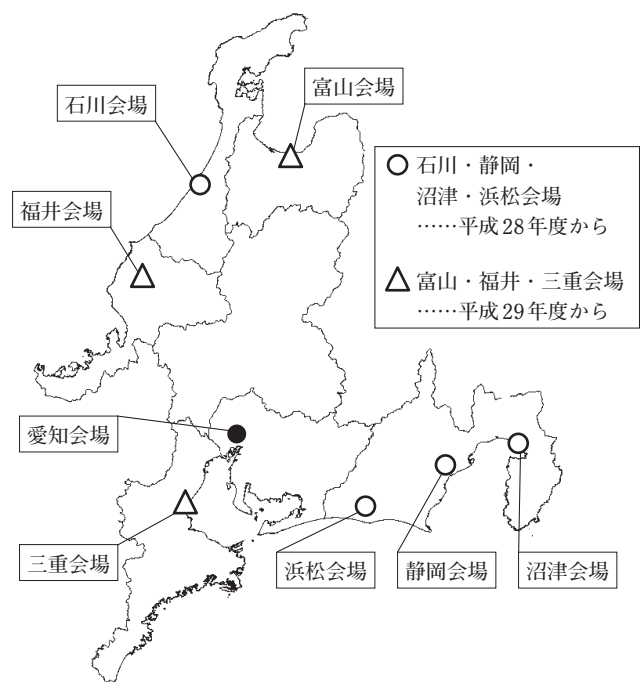 富山会場
石川会場
福井会場
○ 石川・静岡・
沼津・浜松会場
……平成28年度から
△ 富山・福井・三重会場
……平成29年度から
愛知会場
三重会場
浜松会場
静岡会場
沼津会場